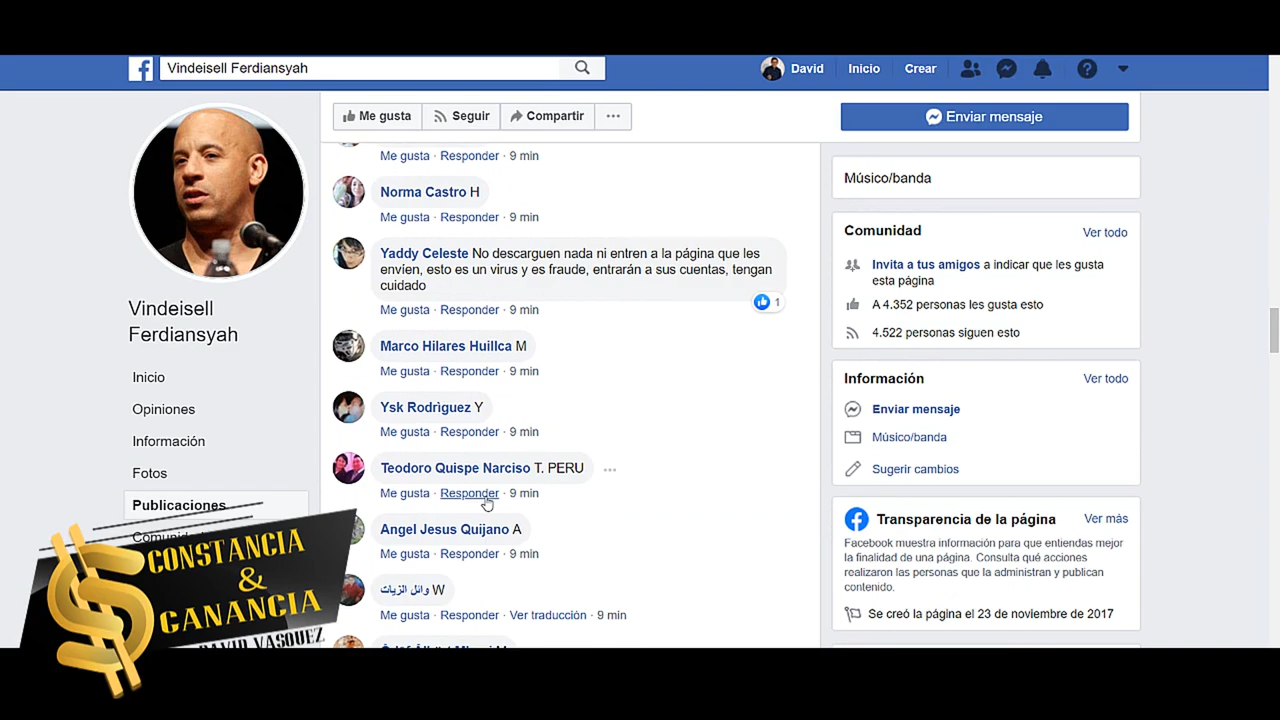 Vindeisell Ferdiansyah
David Inicio Crear
Me gusta Seguir Compartir ...
Enviar mensaje
Me gusta · Responder · 9 min
Norma Castro H
Me gusta · Responder · 9 min
Yaddy Celeste No descarguen nada ni entren a la página que les
envíen, esto es un virus y es fraude, entrarán a sus cuentas, tengan
cuidado
1
Me gusta · Responder · 9 min
Marco Hilares Huillca M
Me gusta · Responder · 9 min
Ysk Rodrìguez Y
Me gusta · Responder · 9 min
Teodoro Quispe Narciso T. PERU
Me gusta · Responder · 9 min
Angel Jesus Quijano A
Me gusta · Responder · 9 min
وائل الزيات W
Me gusta · Responder · Ver traducción · 9 min
Vindeisell
Ferdiansyah
Inicio
Opiniones
Información
Fotos
Publicaciones
Músico/banda
Comunidad Ver todo
Invita a tus amigos a indicar que les gusta
esta página
A 4.352 personas les gusta esto
4.522 personas siguen esto
Información Ver todo
Enviar mensaje
Músico/banda
Sugerir cambios
Transparencia de la página Ver más
Facebook muestra información para que entiendas mejor
la finalidad de una página. Consulta qué acciones
realizaron las personas que la administran y publican
contenido.
Se creó la página el 23 de noviembre de 2017
CONSTANCIA
&
GANANCIA
DAVID VASQUEZ